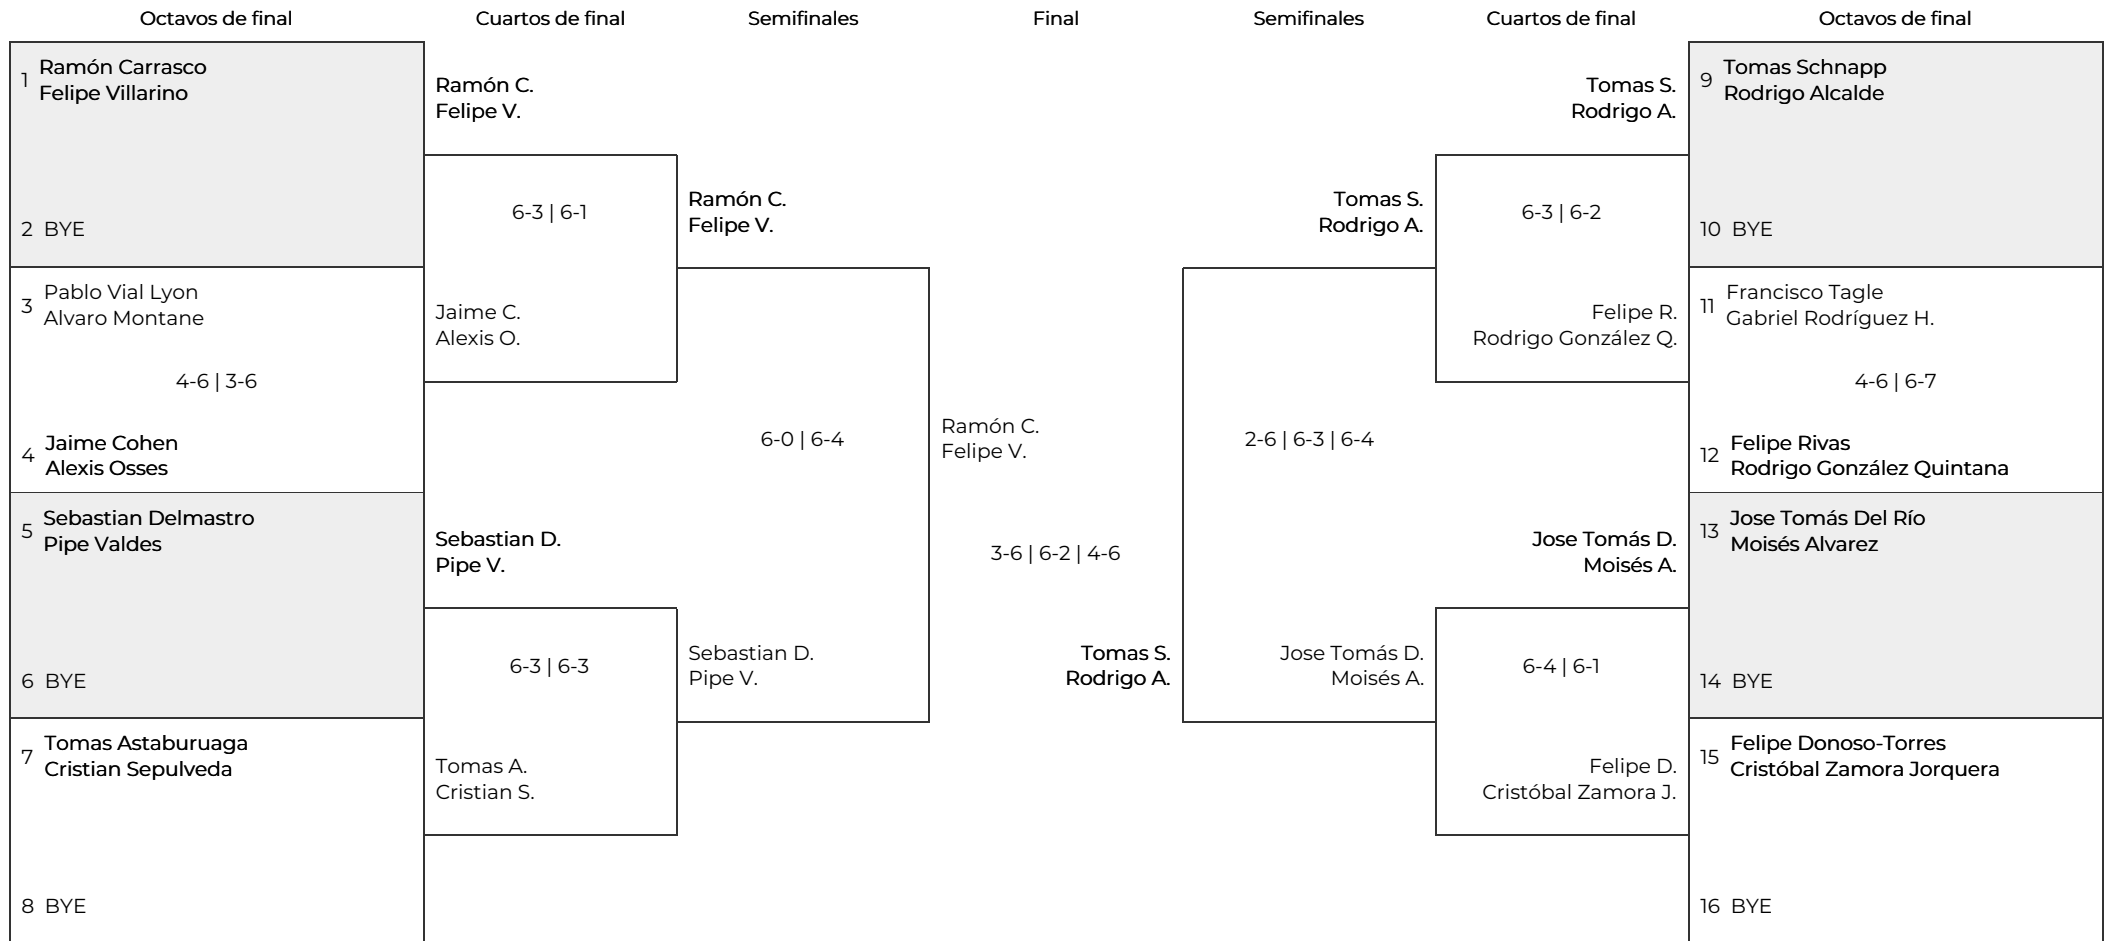 Octavos de final
Cuartos de final
Semifinales
Final
Semifinales
Cuartos de final
Octavos de final
1 Ramón Carrasco
Felipe Villarino
2 BYE
3 Pablo Vial Lyon
Alvaro Montane
4-6 | 3-6
4 Jaime Cohen
Alexis Osses
5 Sebastian Delmastro
Pipe Valdes
6 BYE
7 Tomas Astaburuaga
Cristian Sepulveda
8 BYE
Ramón C.
Felipe V.
6-3 | 6-1
Jaime C.
Alexis O.
Sebastian D.
Pipe V.
6-3 | 6-3
Tomas A.
Cristian S.
Ramón C.
Felipe V.
6-0 | 6-4
Sebastian D.
Pipe V.
Ramón C.
Felipe V.
3-6 | 6-2 | 4-6
Tomas S.
Rodrigo A.
Tomas S.
Rodrigo A.
2-6 | 6-3 | 6-4
Jose Tomás D.
Moisés A.
Tomas S.
Rodrigo A.
6-3 | 6-2
Felipe R.
Rodrigo González Q.
Jose Tomás D.
Moisés A.
6-4 | 6-1
Felipe D.
Cristóbal Zamora J.
9 Tomas Schnapp
Rodrigo Alcalde
10 BYE
11 Francisco Tagle
Gabriel Rodríguez H.
4-6 | 6-7
12 Felipe Rivas
Rodrigo González Quintana
13 Jose Tomás Del Río
Moisés Alvarez
14 BYE
15 Felipe Donoso-Torres
Cristóbal Zamora Jorquera
16 BYE